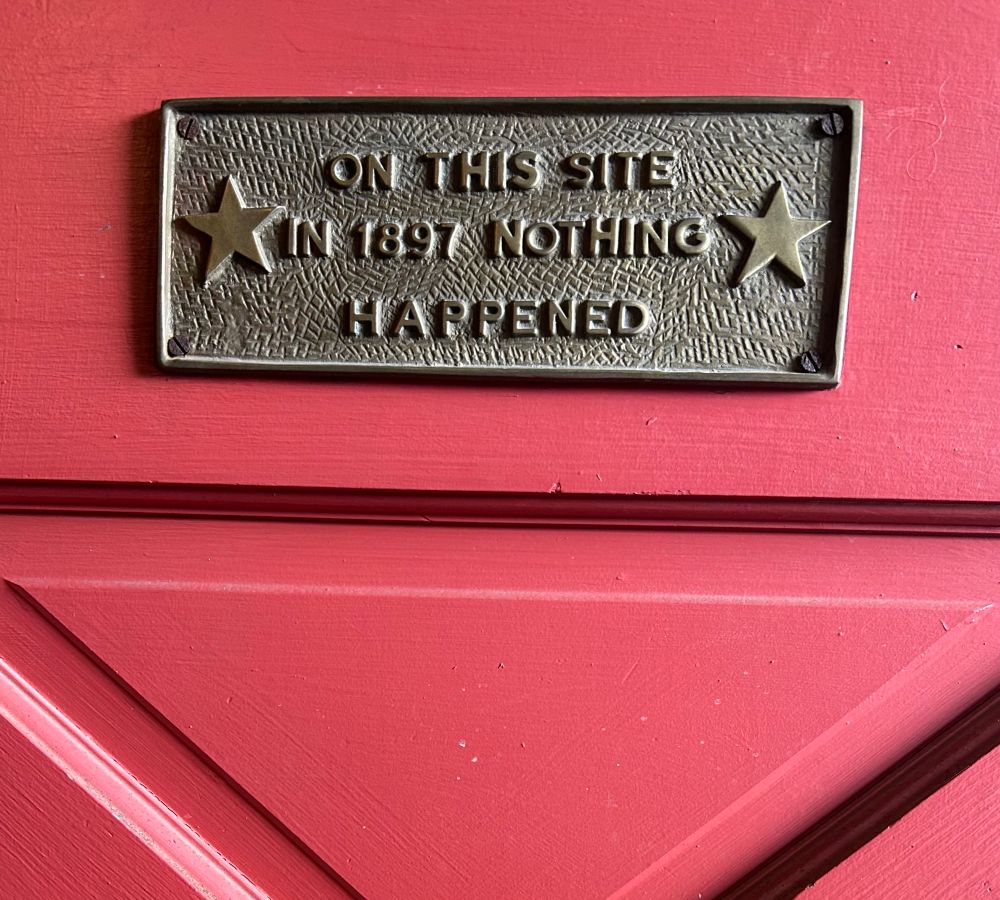 ON THIS SITE
IN 1897 NOTHING
HAPPENED